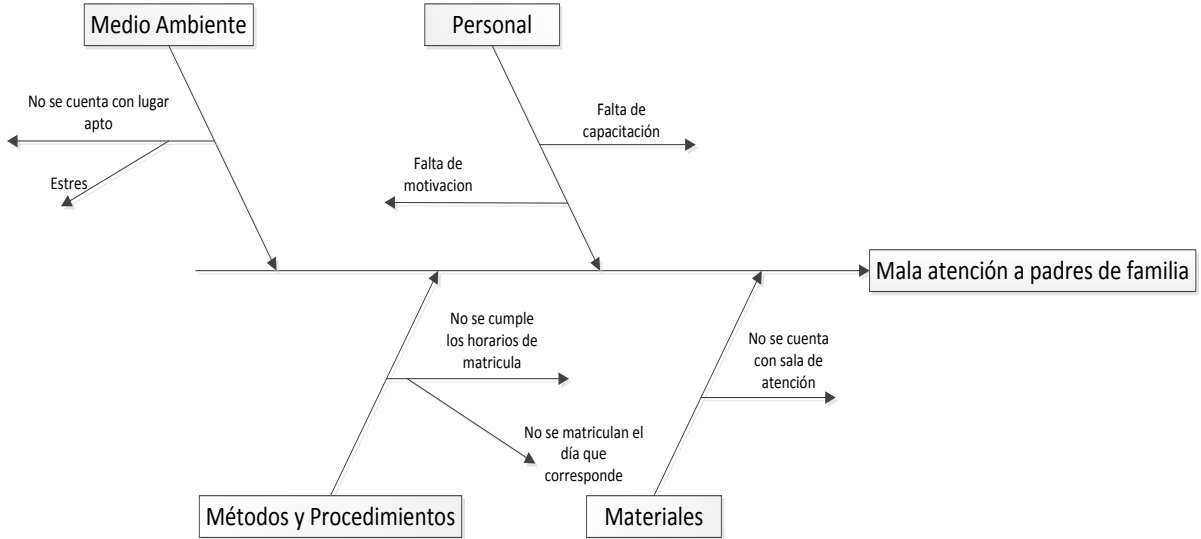 Medio Ambiente
Personal
No se cuenta con lugar
apto
Estres
Falta de
capacitación
Falta de
motivacion
Mala atención a padres de familia
No se cumple
los horarios de
matricula
No se matriculan el
día que
corresponde
No se cuenta
con sala de
atención
Métodos y Procedimientos
Materiales